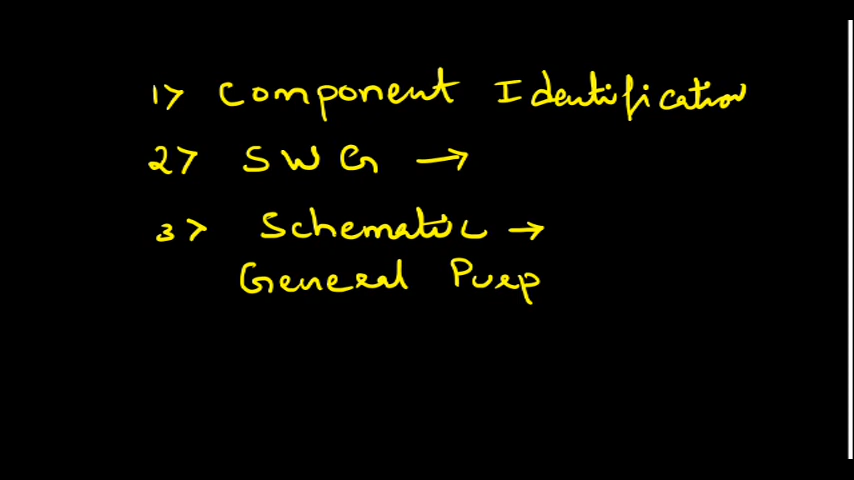 1> Component Identification
2> SWG →
3> Schematic →
General Purp